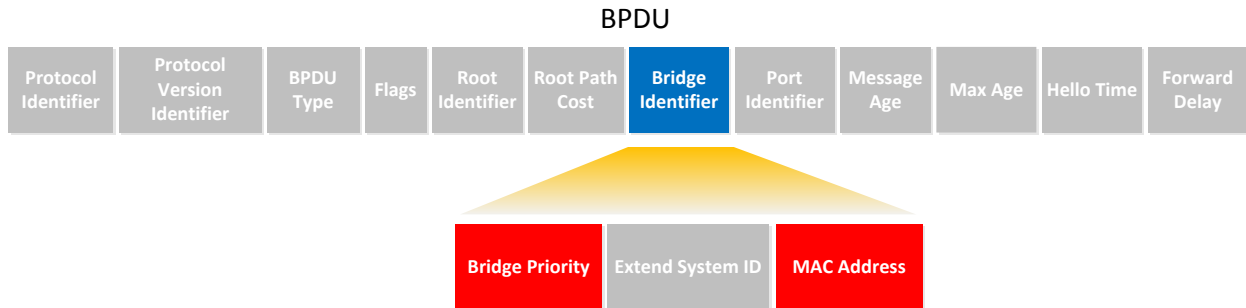 BPDU
Protocol
Identifier
Protocol
Version
Identifier
BPDU
Type
Flags
Root
Identifier
Root Path
Cost
Bridge
Identifier
Port
Identifier
Message
Age
Max Age
Hello Time
Forward
Delay
Bridge Priority
Extend System ID
MAC Address